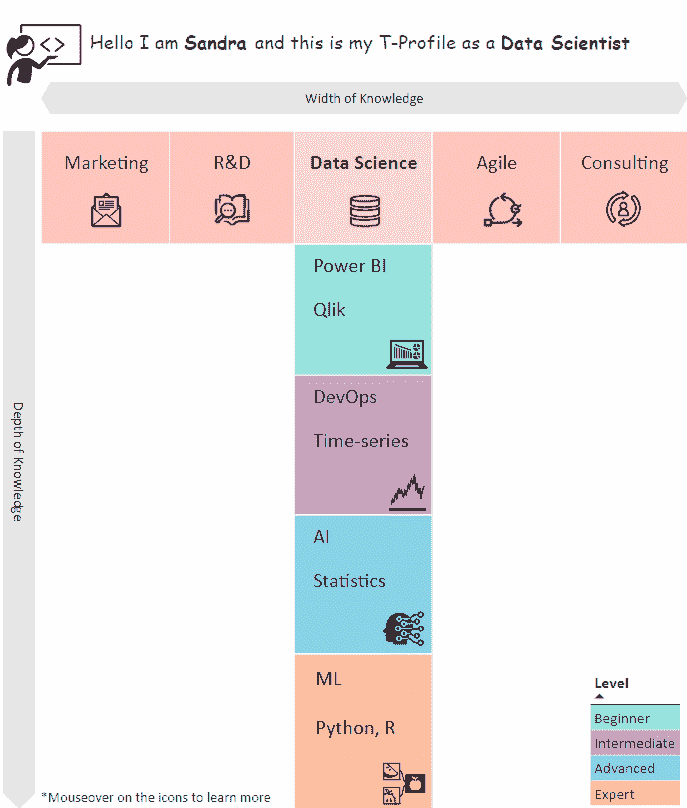 Hello I am Sandra and this is my T-Profile as a Data Scientist
Width of Knowledge
Marketing
R&D
Data Science
Agile
Consulting
Depth of Knowledge
Power BI
Qlik
DevOps
Time-series
AI
Statistics
ML
Python, R
Level
Beginner
Intermediate
Advanced
Expert
*Mouseover on the icons to learn more